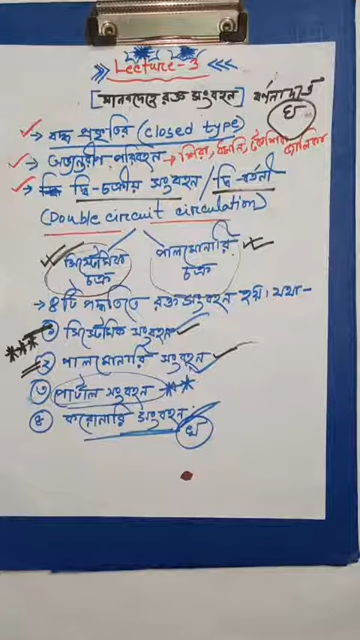 Lecture-3
[মানবদেহে রক্ত সংবহন]
ঘ
→ বদ্ধ প্রকৃতির (closed type)
→ পরিবহন → শিরা, ধমনি,
→ দ্বি-চক্রীয় সংবহন / দ্বি-বর্তনী
(Double circuit circulation)
সিস্টেমিক চক্র
পালমোনারি চক্র
→ ৪টি পদ্ধতিতে রক্ত সংবহন হয়। যথা-
① সিস্টেমিক সংবহন
② পালমোনারি সংবহন
③ পোর্টাল সংবহন
④ করোনারি সংবহন
ঘ